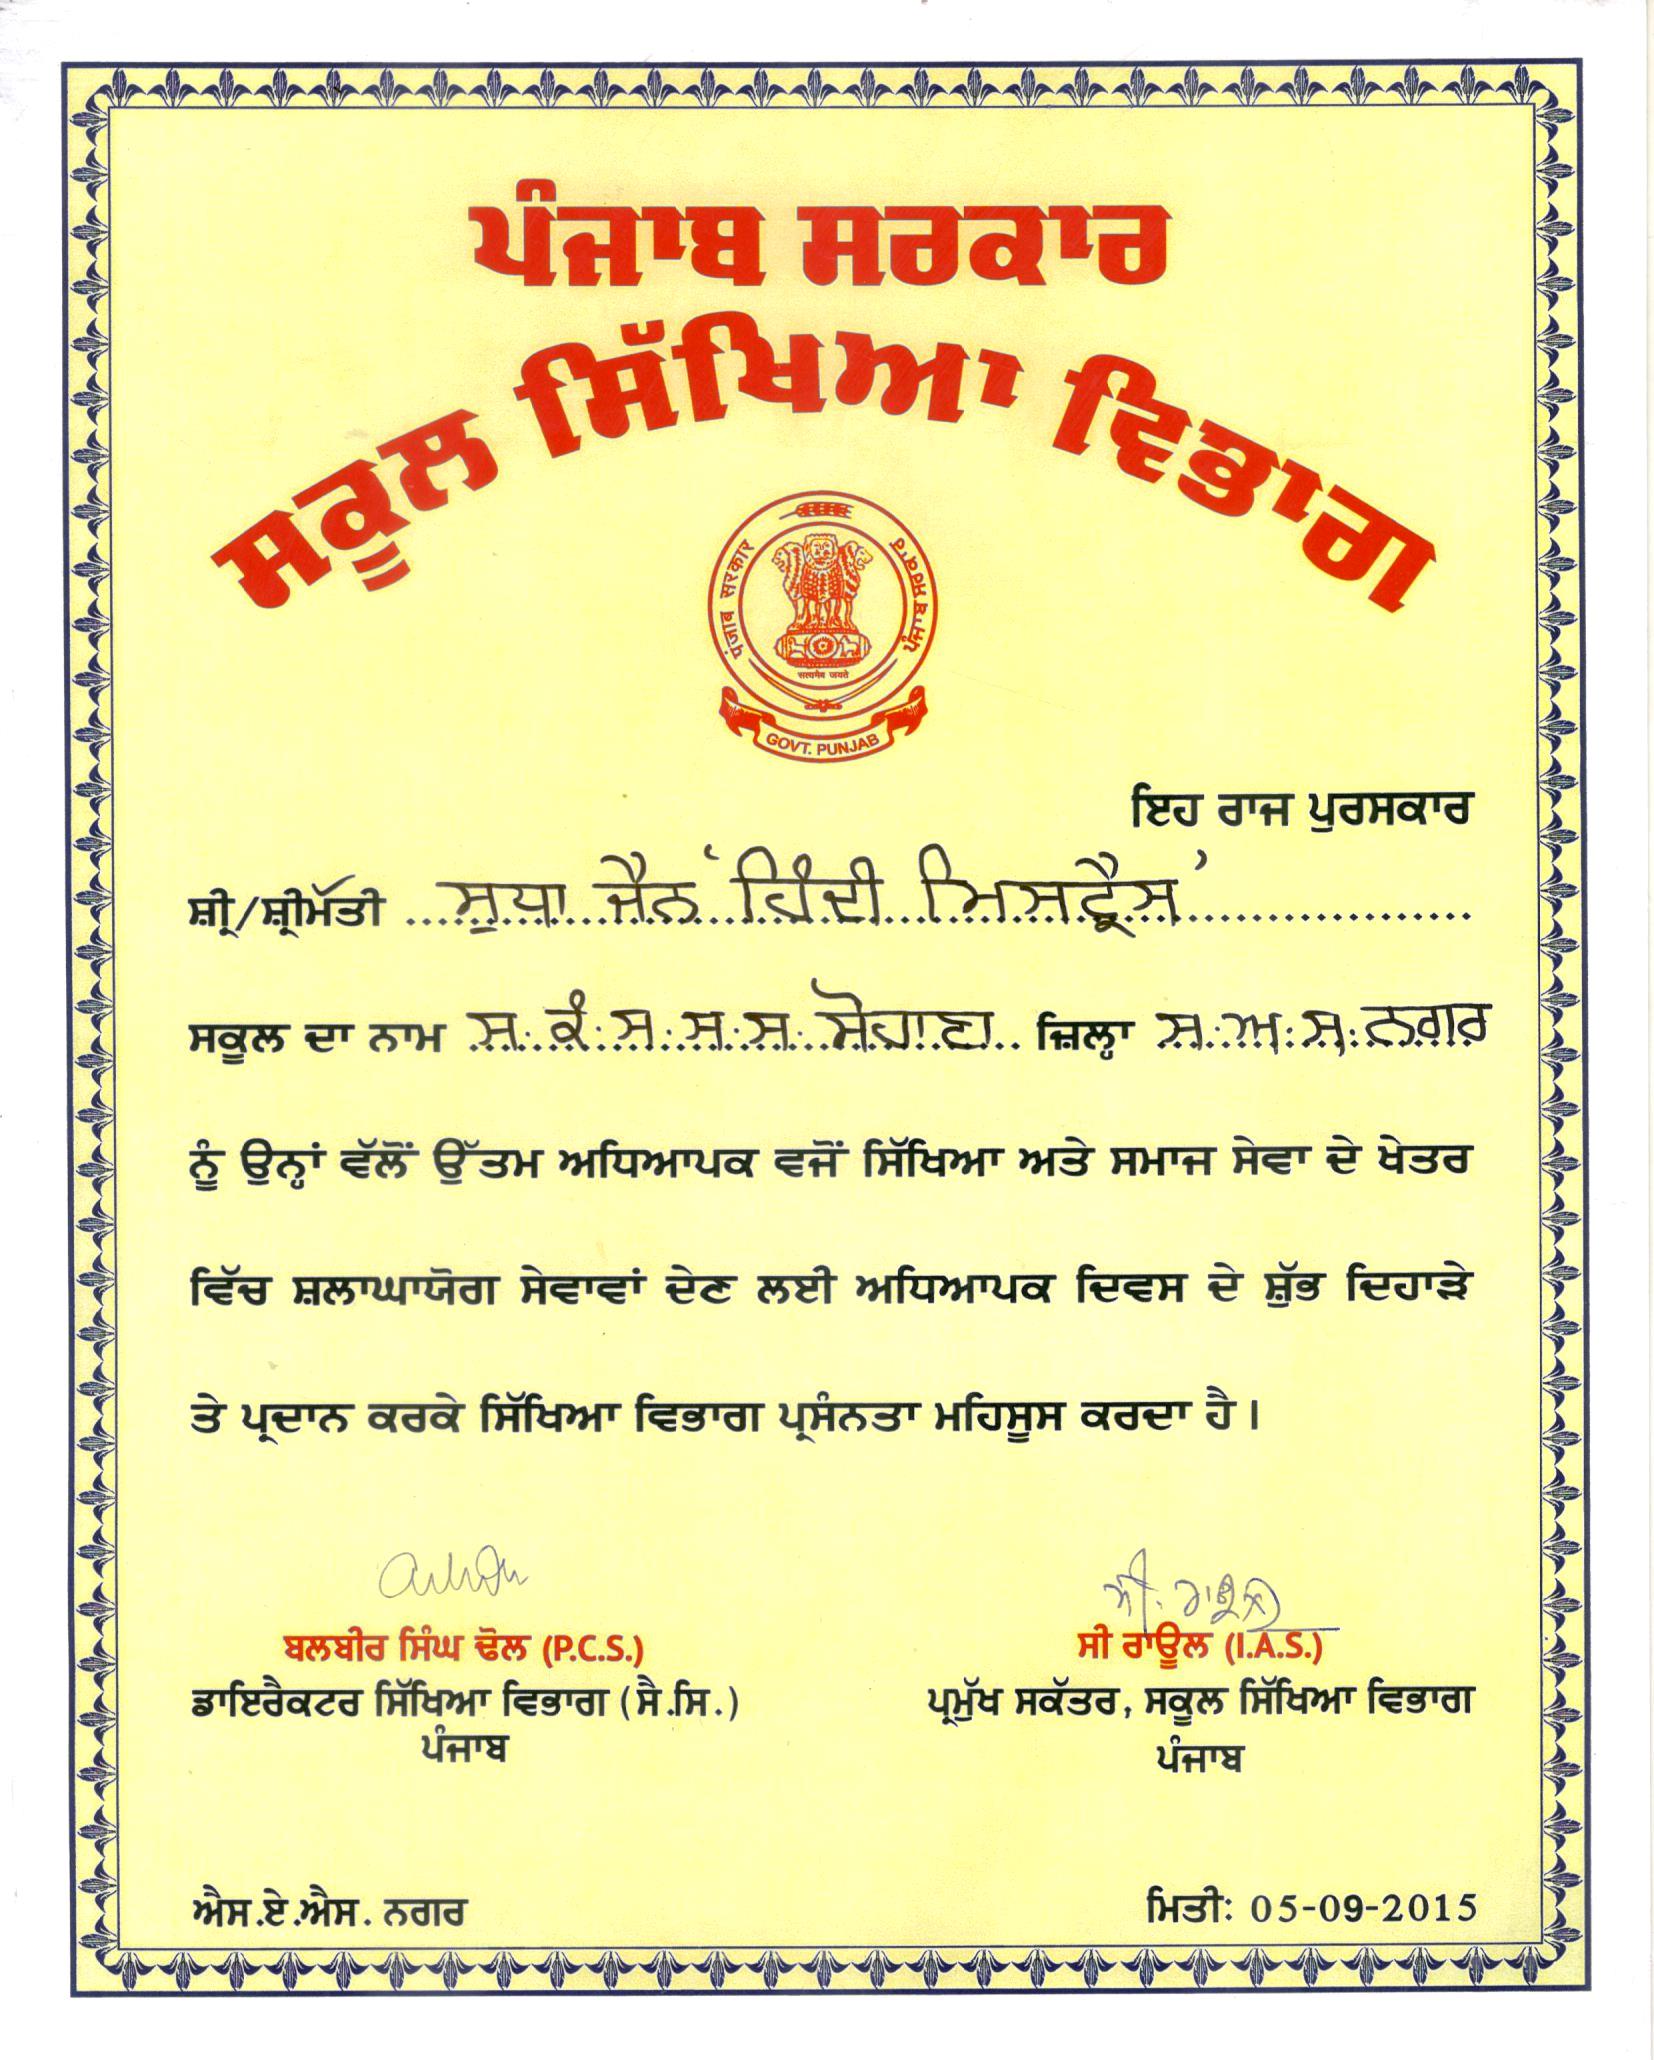 ਪੰਜਾਬ ਸਰਕਾਰ
ਸਕੂਲ ਸਿੱਖਿਆ ਵਿਭਾਗ
पंजाब सरकार
ਪੰਜਾਬ ਸਰਕਾਰ
सत्यमेव जयते
GOVT. PUNJAB
ਇਹ ਰਾਜ ਪੁਰਸਕਾਰ
ਸ਼੍ਰੀ/ਸ਼੍ਰੀਮੱਤੀ ਸੁਧਾ ਜੈਨ ‘ਹਿੰਦੀ ਮਿਸਟ੍ਰੈਸ’
ਸਕੂਲ ਦਾ ਨਾਮ ਸ.ਕੰ.ਸ.ਸ.ਸ. ਸੋਹਾਣਾ ਜ਼ਿਲ੍ਹਾ ਸ.ਅ.ਸ. ਨਗਰ
ਨੂੰ ਉਨ੍ਹਾਂ ਵੱਲੋਂ ਉੱਤਮ ਅਧਿਆਪਕ ਵਜੋਂ ਸਿੱਖਿਆ ਅਤੇ ਸਮਾਜ ਸੇਵਾ ਦੇ ਖੇਤਰ
ਵਿੱਚ ਸ਼ਲਾਘਾਯੋਗ ਸੇਵਾਵਾਂ ਦੇਣ ਲਈ ਅਧਿਆਪਕ ਦਿਵਸ ਦੇ ਸ਼ੁੱਭ ਦਿਹਾੜੇ
ਤੇ ਪ੍ਰਦਾਨ ਕਰਕੇ ਸਿੱਖਿਆ ਵਿਭਾਗ ਪ੍ਰਸੰਨਤਾ ਮਹਿਸੂਸ ਕਰਦਾ ਹੈ।
ਸੀ. ਰਾਊਲ
ਬਲਬੀਰ ਸਿੰਘ ਢੋਲ (P.C.S.) ਸੀ ਰਾਊਲ (I.A.S.)
ਡਾਇਰੈਕਟਰ ਸਿੱਖਿਆ ਵਿਭਾਗ (ਸੈ.ਸਿ.) ਪ੍ਰਮੁੱਖ ਸਕੱਤਰ, ਸਕੂਲ ਸਿੱਖਿਆ ਵਿਭਾਗ
ਪੰਜਾਬ ਪੰਜਾਬ
ਐਸ.ਏ.ਐਸ. ਨਗਰ ਮਿਤੀ: 05-09-2015